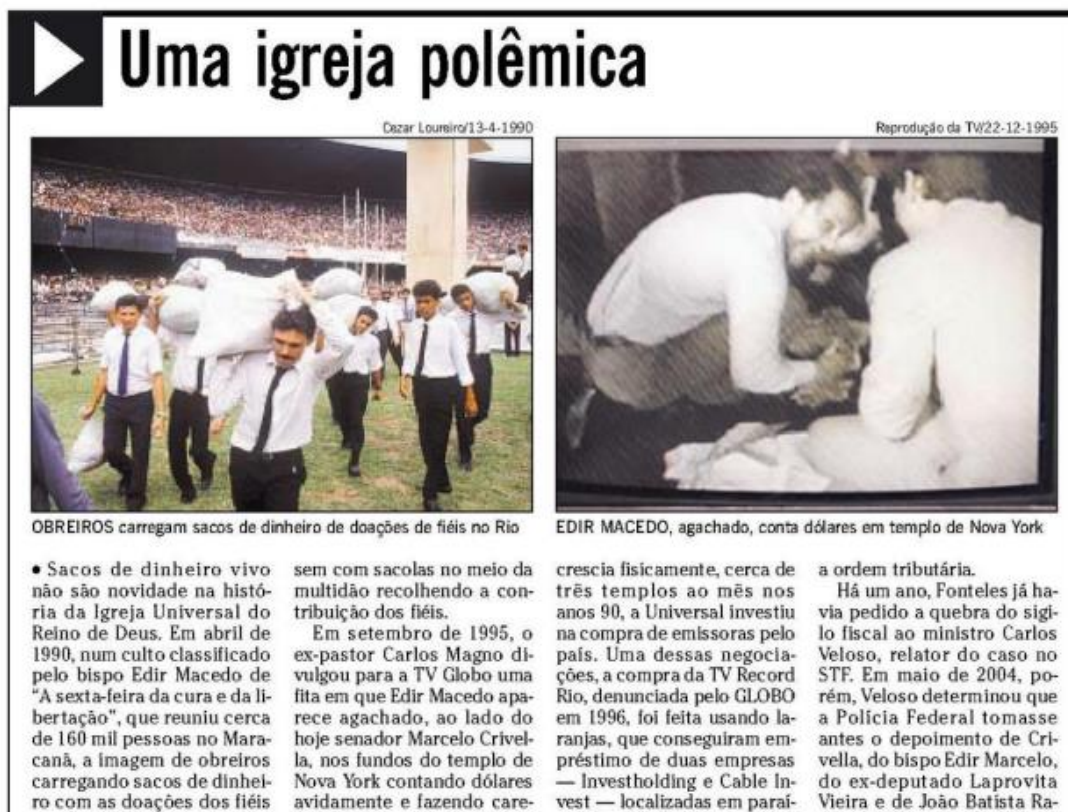 Uma igreja polêmica
Cezar Loureiro/13-4-1990
Reprodução da TV/22-12-1995
OBREIROS carregam sacos de dinheiro de doações de fiéis no Rio
EDIR MACEDO, agachado, conta dólares em templo de Nova York
• Sacos de dinheiro vivo
não são novidade na histó-
ria da Igreja Universal do
Reino de Deus. Em abril de
1990, num culto classificado
pelo bispo Edir Macedo de
“A sexta-feira da cura e da li-
bertação”, que reuniu cerca
de 160 mil pessoas no Mara-
canã, a imagem de obreiros
carregando sacos de dinhei-
ro com as doações dos fiéis
sem com sacolas no meio da
multidão recolhendo a con-
tribuição dos fiéis.
Em setembro de 1995, o
ex-pastor Carlos Magno di-
vulgou para a TV Globo uma
fita em que Edir Macedo apa-
rece agachado, ao lado do
hoje senador Marcelo Crivel-
la, nos fundos do templo de
Nova York contando dólares
avidamente e fazendo care-
crescia fisicamente, cerca de
três templos ao mês nos
anos 90, a Universal investiu
na compra de emissoras pelo
país. Uma dessas negocia-
ções, a compra da TV Record
Rio, denunciada pelo GLOBO
em 1996, foi feita usando la-
ranjas, que conseguiram em-
préstimo de duas empresas
— Investholding e Cable In-
vest — localizadas em paraí-
a ordem tributária.
Há um ano, Fonteles já ha-
via pedido a quebra do sigi-
lo fiscal ao ministro Carlos
Veloso, relator do caso no
STF. Em maio de 2004, po-
rém, Veloso determinou que
a Polícia Federal tomasse
antes o depoimento de Cri-
vella, do bispo Edir Marcelo,
do ex-deputado Laprovita
Vieira e de João Batista Ra-